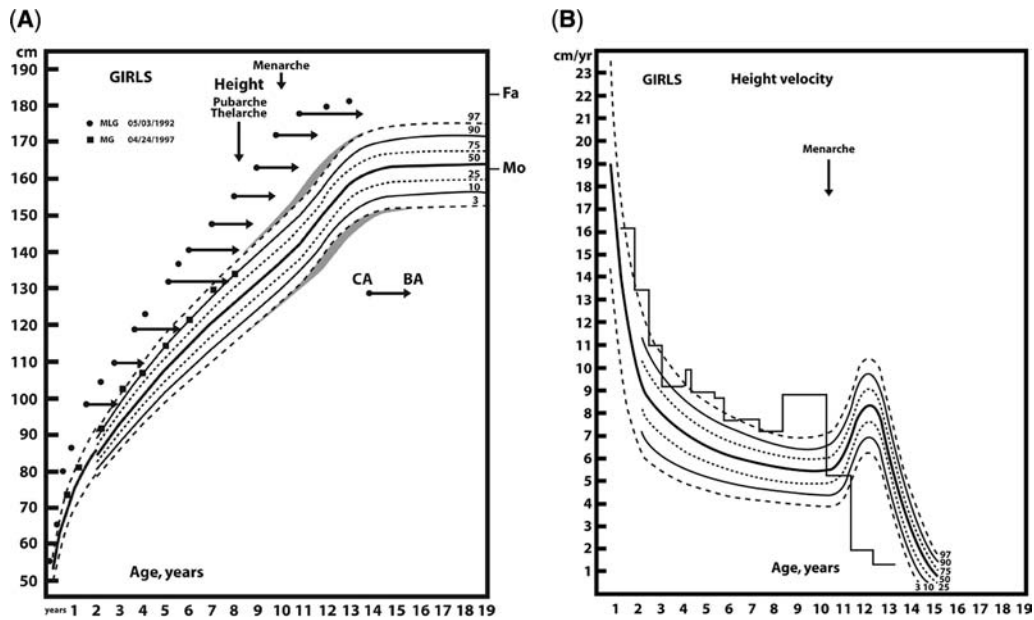 (A)
cm
190
180
170
160
150
140
130
120
110
100
90
80
70
60
50
GIRLS
Height
Menarche
Pubarche
Thelarche
MLG 05/03/1992
MG 04/24/1997
Fa
Mo
97
90
75
50
25
10
3
CA BA
Age, years
years 1 2 3 4 5 6 7 8 9 10 11 12 13 14 15 16 17 18 19
(B)
cm/yr
23
22
21
20
19
18
17
16
15
14
13
12
11
10
9
8
7
6
5
4
3
2
1
GIRLS Height velocity
Menarche
97
90
75
50
3 10 25
Age, years
1 2 3 4 5 6 7 8 9 10 11 12 13 14 15 16 17 18 19